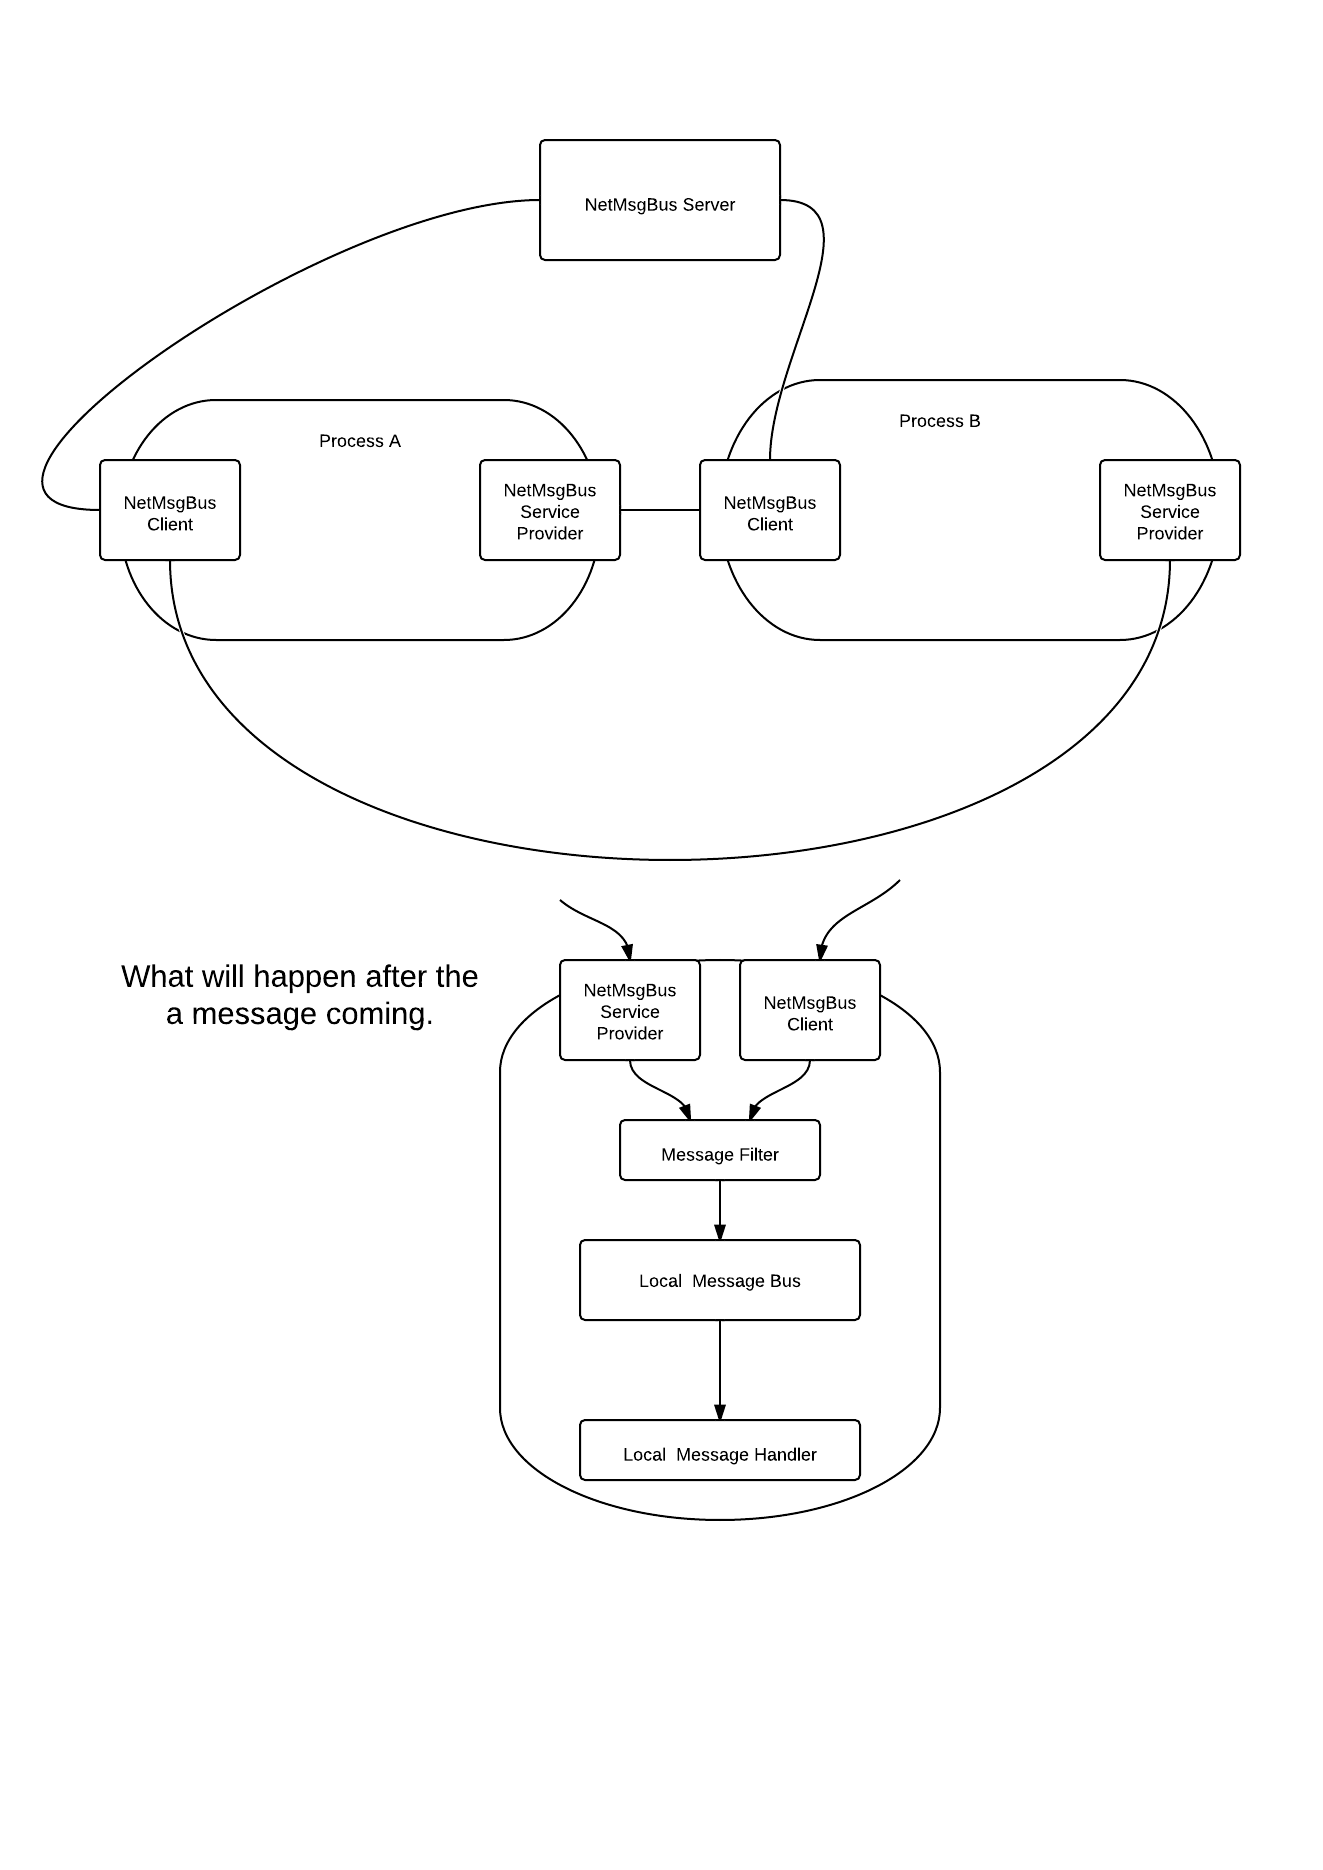 NetMsgBus Server
Process A
Process B
NetMsgBus
Client
NetMsgBus
Service
Provider
NetMsgBus
Client
NetMsgBus
Service
Provider
What will happen after the
a message coming.
NetMsgBus
Service
Provider
NetMsgBus
Client
Message Filter
Local  Message Bus
Local  Message Handler